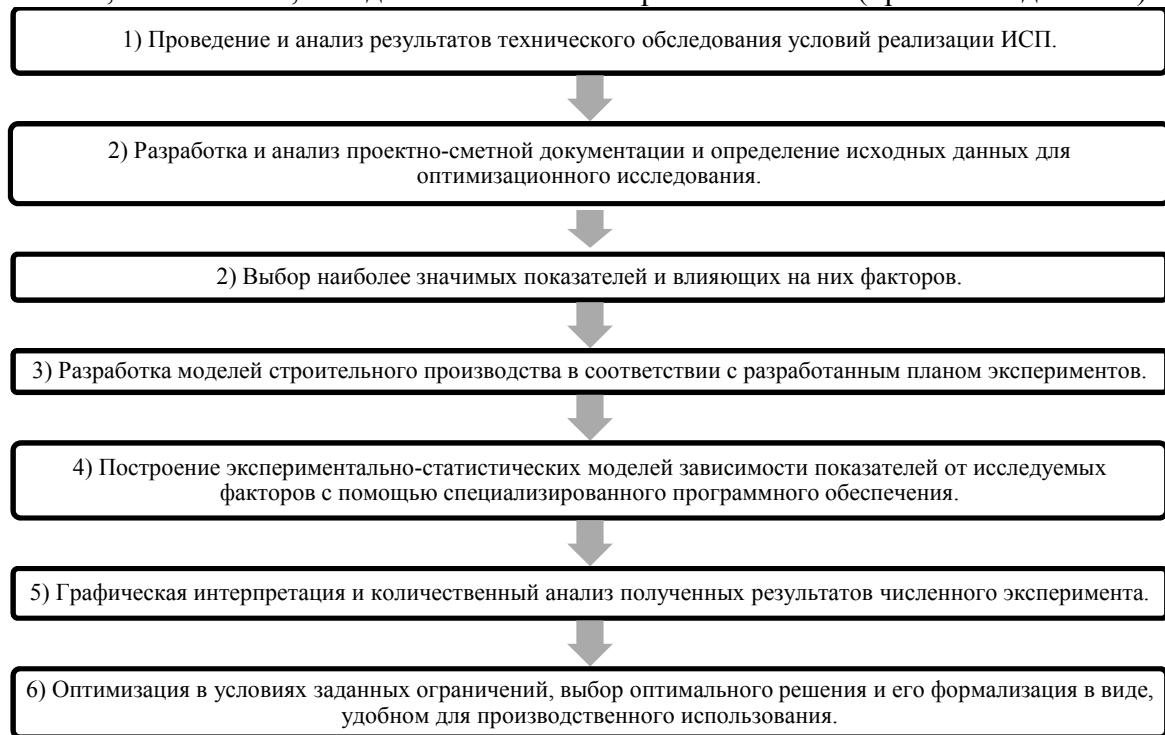 1) Проведение и анализ результатов технического обследования условий реализации ИСП.
2) Разработка и анализ проектно-сметной документации и определение исходных данных для
оптимизационного исследования.
2) Выбор наиболее значимых показателей и влияющих на них факторов.
3) Разработка моделей строительного производства в соответствии с разработанным планом экспериментов.
4) Построение экспериментально-статистических моделей зависимости показателей от исследуемых
факторов с помощью специализированного программного обеспечения.
5) Графическая интерпретация и количественный анализ полученных результатов численного эксперимента.
6) Оптимизация в условиях заданных ограничений, выбор оптимального решения и его формализация в виде,
удобном для производственного использования.